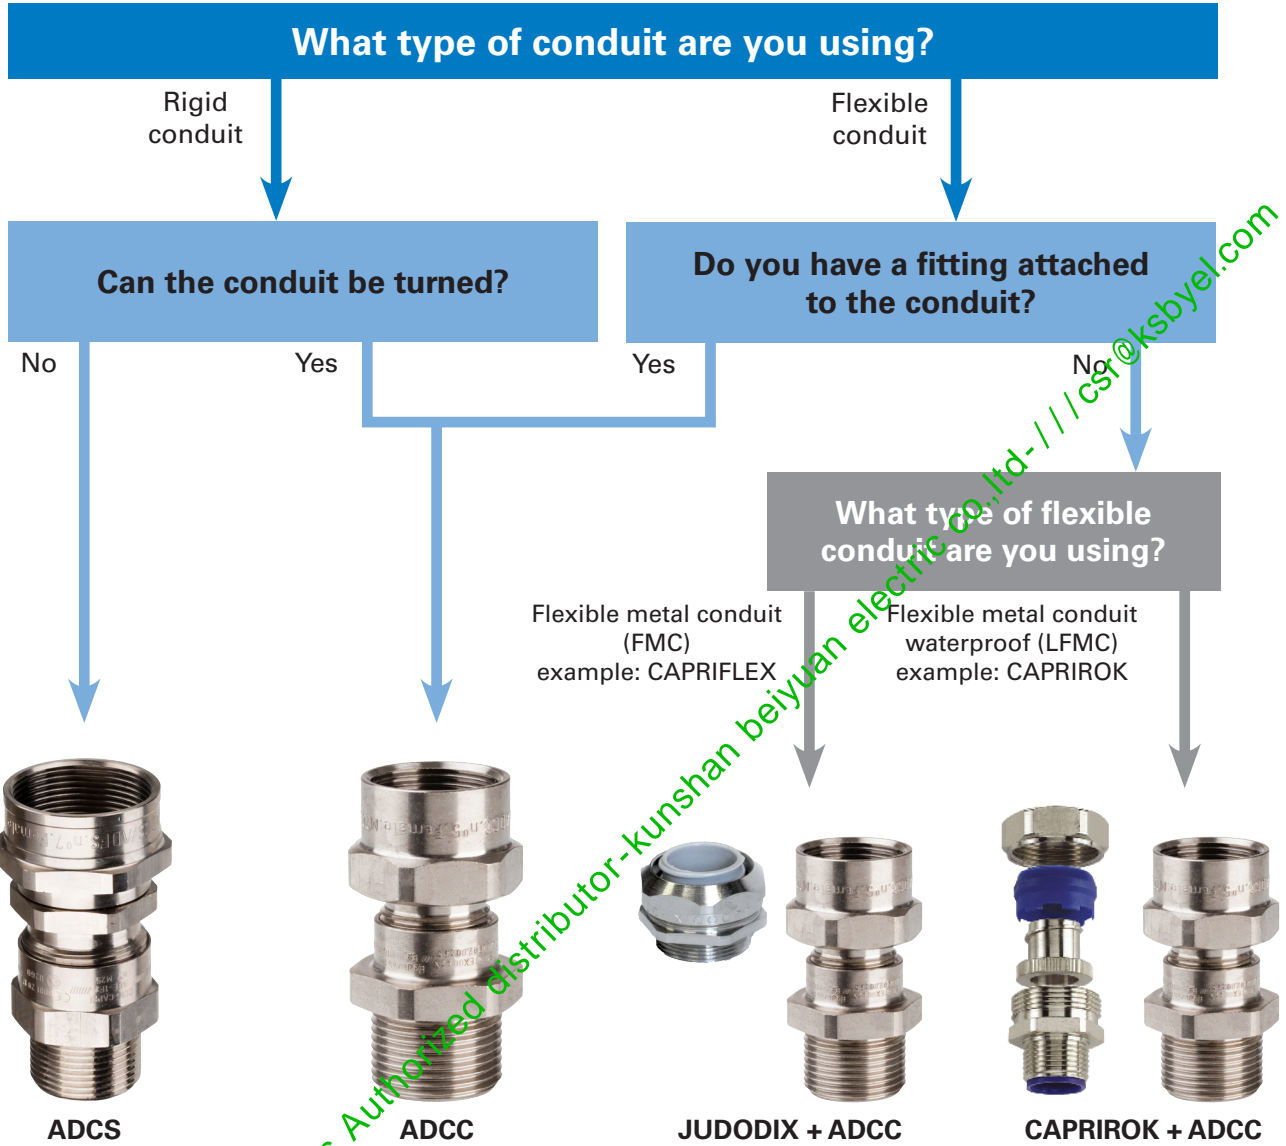 What type of conduit are you using?
Rigid
conduit
Flexible
conduit
Can the conduit be turned?
Do you have a fitting attached
to the conduit?
No
Yes
Yes
No
What type of flexible
conduit are you using?
Flexible metal conduit
(FMC)
example: CAPRIFLEX
Flexible metal conduit
waterproof (LFMC)
example: CAPRIROK
ADCS
ADCC
JUDODIX + ADCC
CAPRIROK + ADCC
s Authorized distributor-kunshan beiyuan electric co.,ltd-///csr@ksbyel.com